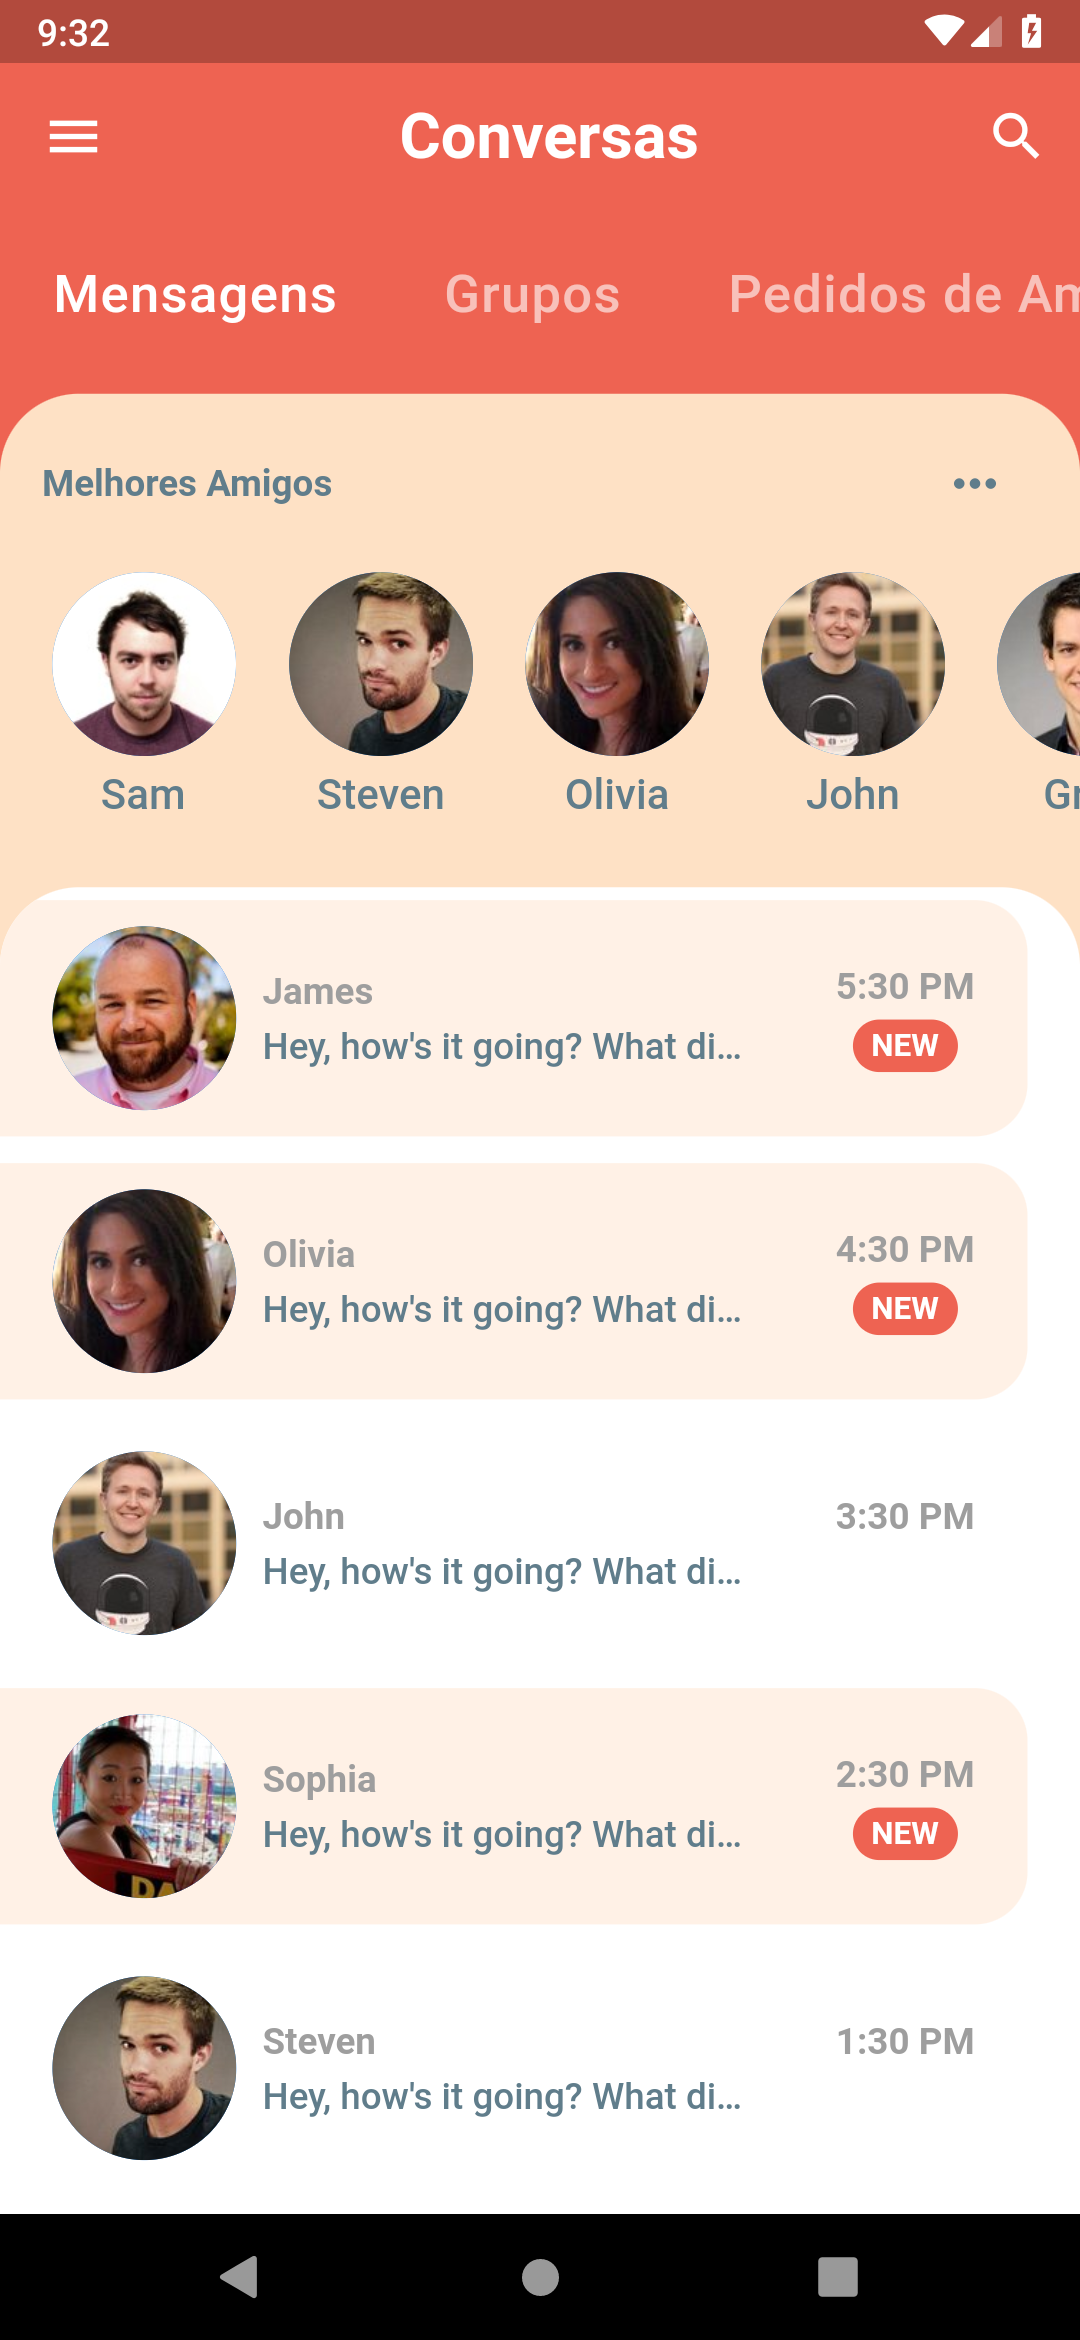 9:32
Conversas
Mensagens Grupos Pedidos de Am
Melhores Amigos
Sam Steven Olivia John Gr
James 5:30 PM
Hey, how's it going? What di... NEW
Olivia 4:30 PM
Hey, how's it going? What di... NEW
John 3:30 PM
Hey, how's it going? What di...
Sophia 2:30 PM
Hey, how's it going? What di... NEW
DA
Steven 1:30 PM
Hey, how's it going? What di...